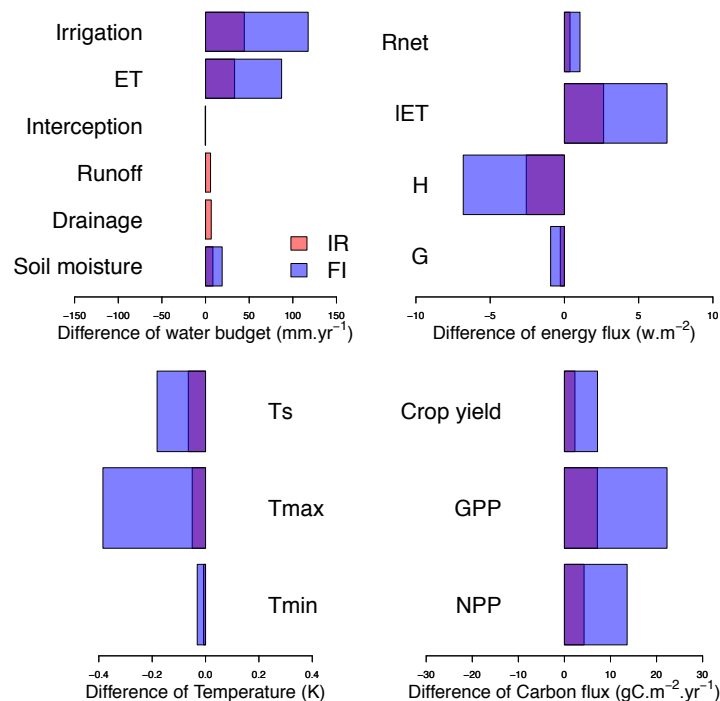 Irrigation
ET
Interception
Runoff
Drainage
Soil moisture
IR
FI
−150 −100 −50 0 50 100 150
Difference of water budget (mm.yr⁻¹)
Rnet
lET
H
G
−10 −5 0 5 10
Difference of energy flux (w.m⁻²)
Ts
Tmax
Tmin
−0.4 −0.2 0.0 0.2 0.4
Difference of Temperature (K)
Crop yield
GPP
NPP
−30 −20 −10 0 10 20 30
Difference of Carbon flux (gC.m⁻².yr⁻¹)